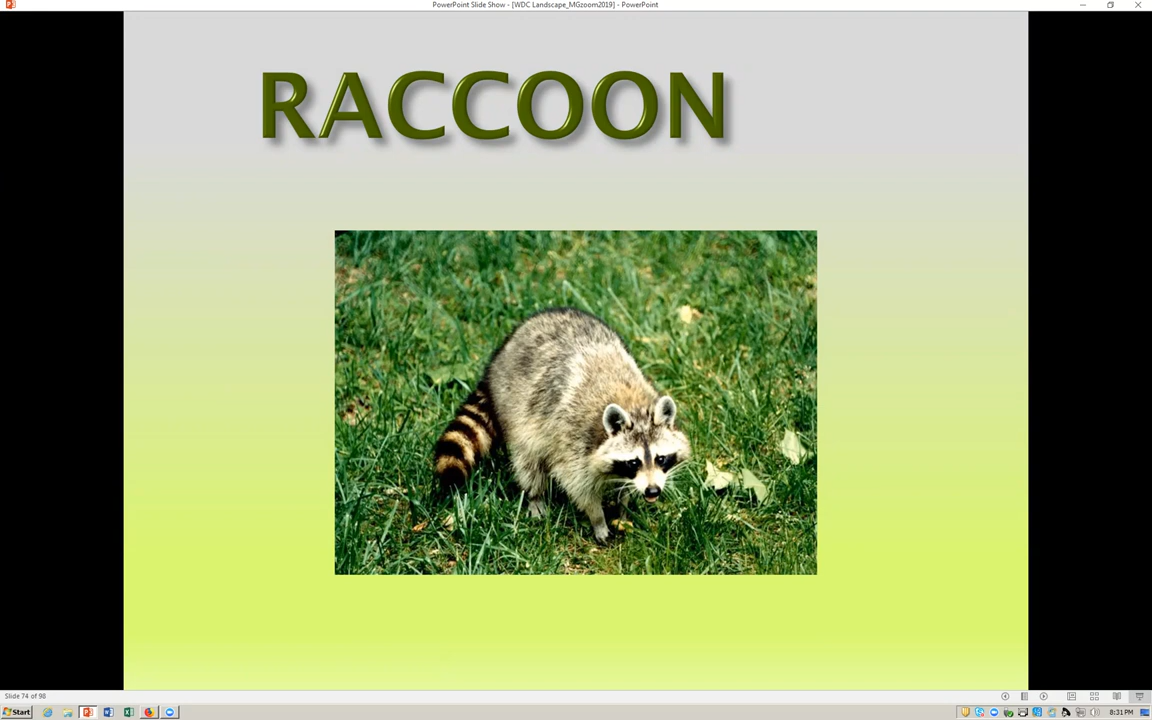 PowerPoint Slide Show - [WDC Landscape_MGzoom2019] - PowerPoint
RACCOON
Slide 74 of 98
Start
8:31 PM